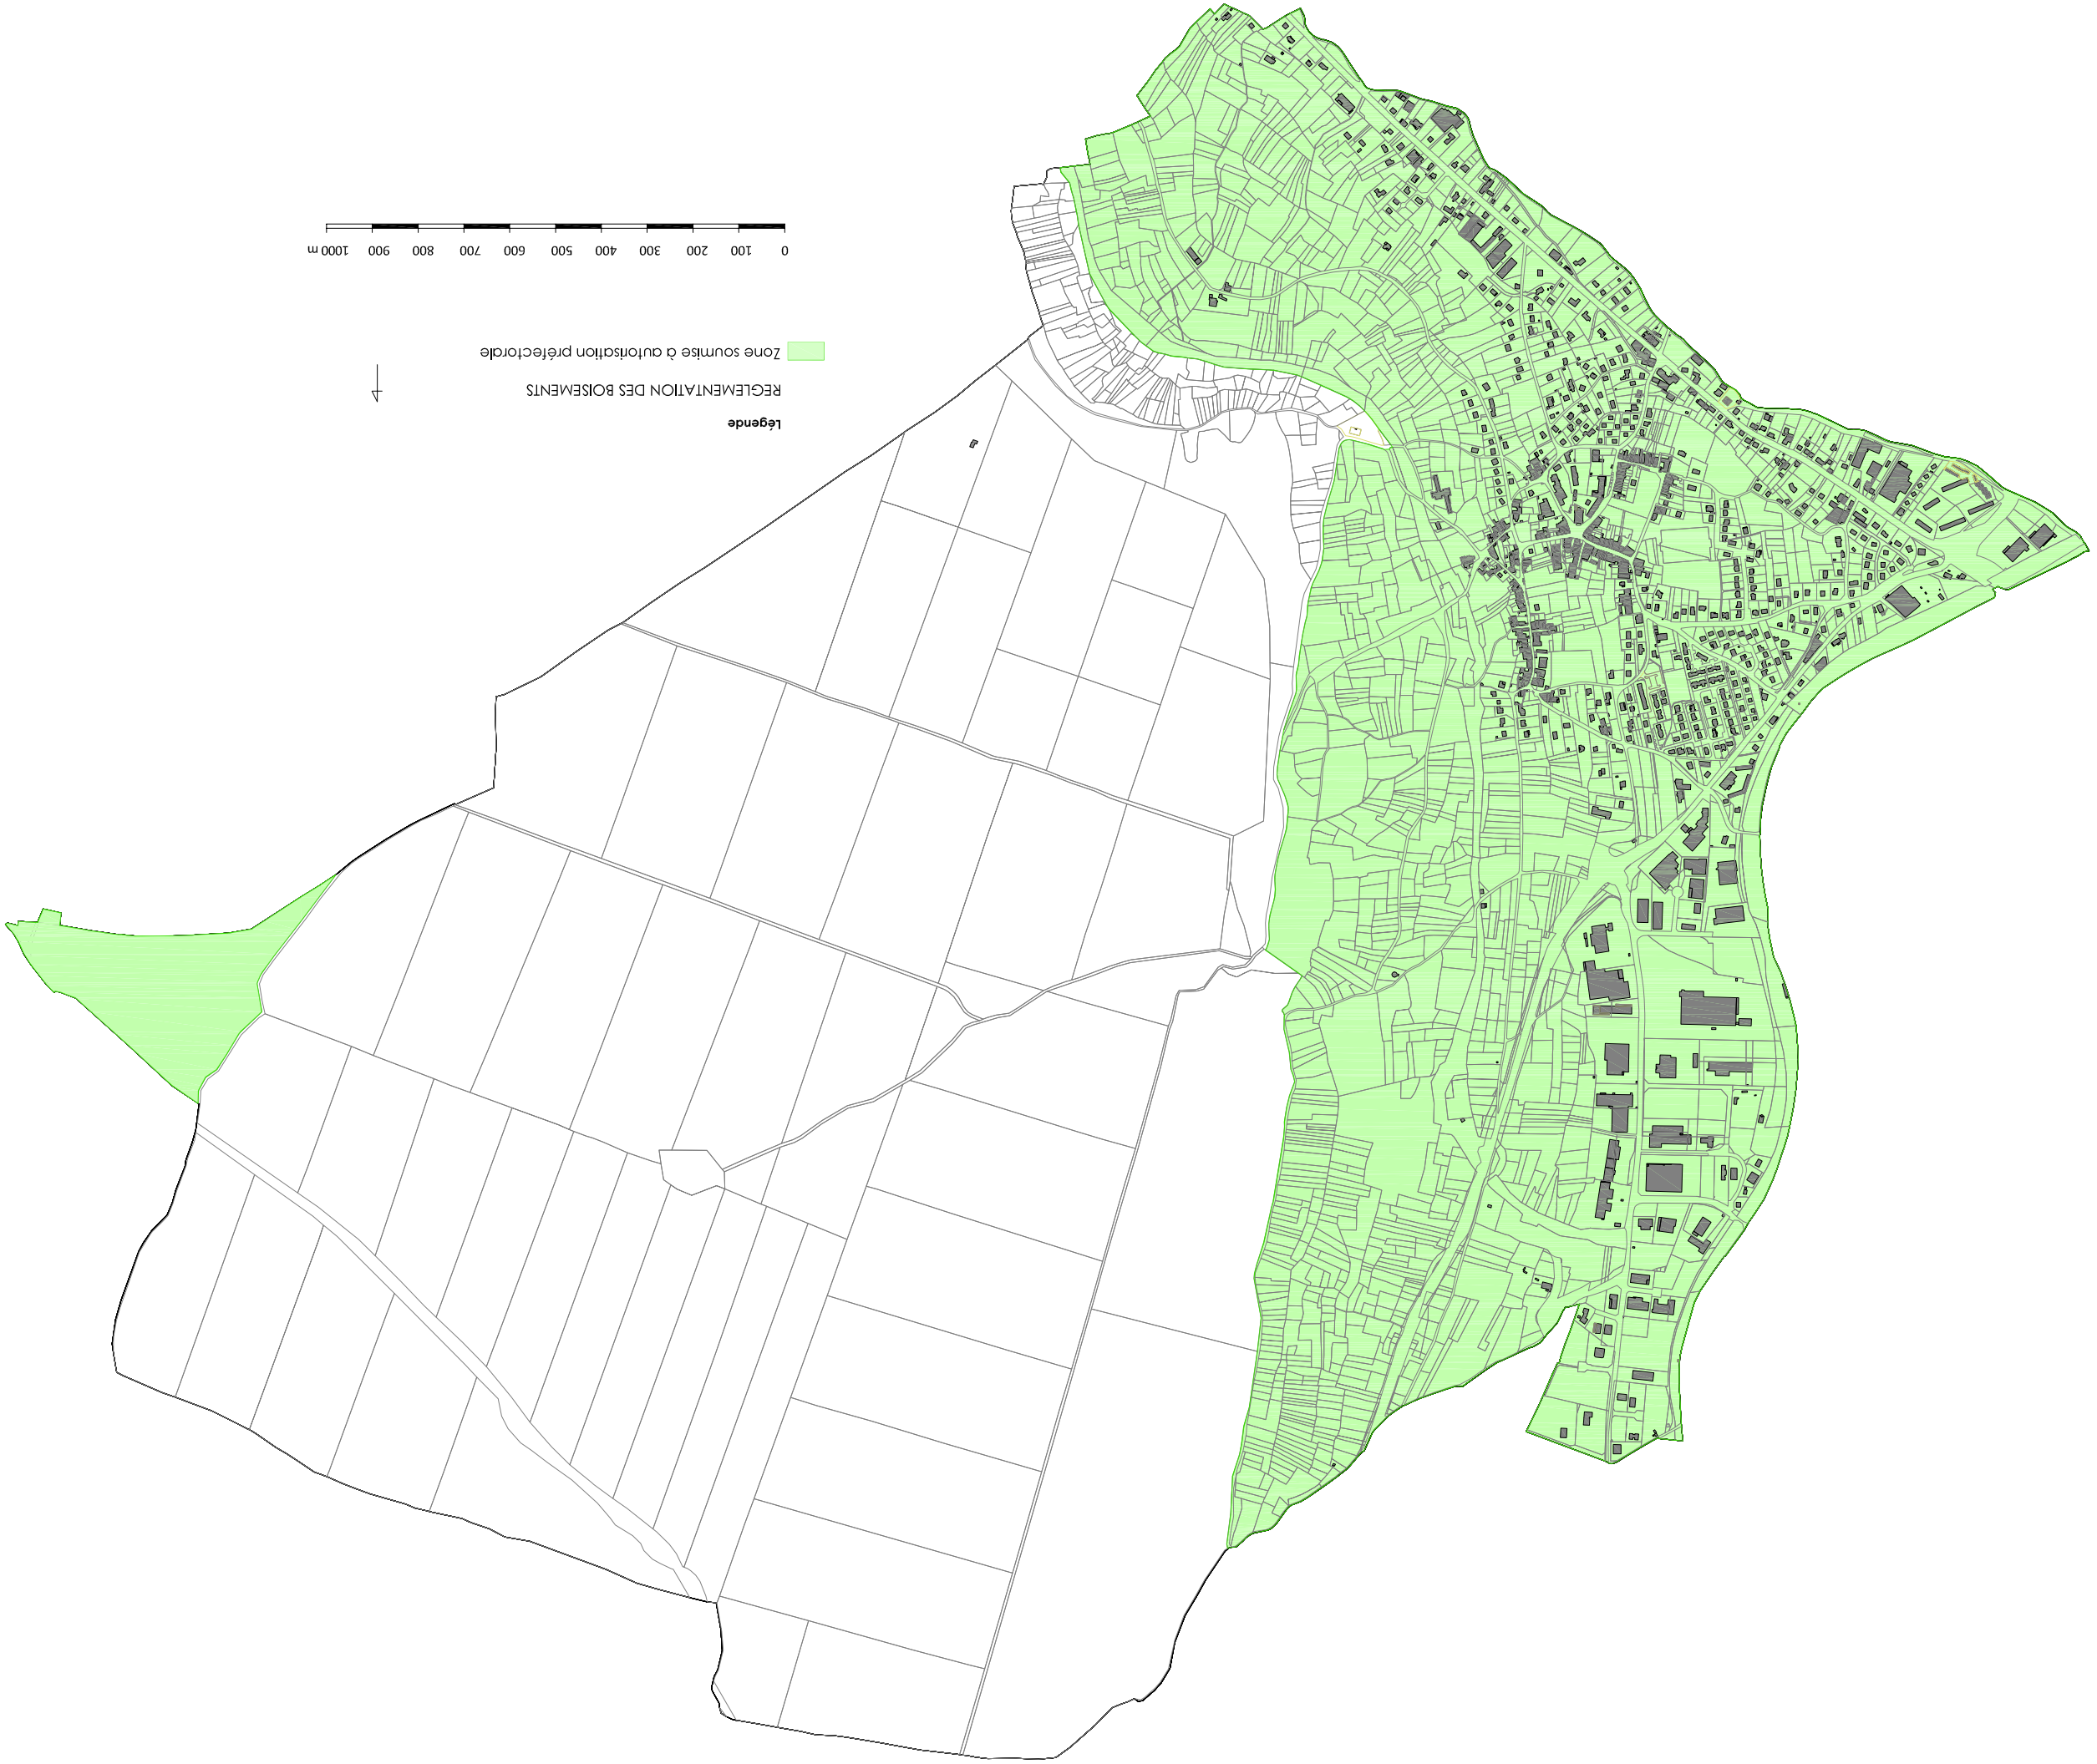 Légende
REGLEMENTATION DES BOISEMENTS
Zone soumise à autorisation préfectorale
0 100 200 300 400 500 600 700 800 900 1000 m